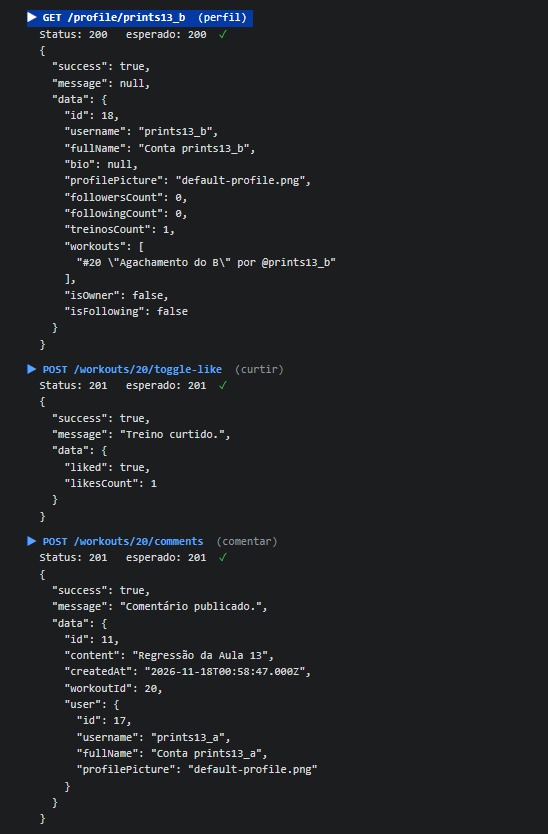 ▶ GET /profile/prints13_b (perfil)
Status: 200 esperado: 200 ✓
{
"success": true,
"message": null,
"data": {
"id": 18,
"username": "prints13_b",
"fullName": "Conta prints13_b",
"bio": null,
"profilePicture": "default-profile.png",
"followersCount": 0,
"followingCount": 0,
"treinosCount": 1,
"workouts": [
"#20 \"Agachamento do B\" por @prints13_b"
],
"isOwner": false,
"isFollowing": false
}
}
▶ POST /workouts/20/toggle-like (curtir)
Status: 201 esperado: 201 ✓
{
"success": true,
"message": "Treino curtido.",
"data": {
"liked": true,
"likesCount": 1
}
}
▶ POST /workouts/20/comments (comentar)
Status: 201 esperado: 201 ✓
{
"success": true,
"message": "Comentário publicado.",
"data": {
"id": 11,
"content": "Regressão da Aula 13",
"createdAt": "2026-11-18T00:58:47.000Z",
"workoutId": 20,
"user": {
"id": 17,
"username": "prints13_a",
"fullName": "Conta prints13_a",
"profilePicture": "default-profile.png"
}
}
}